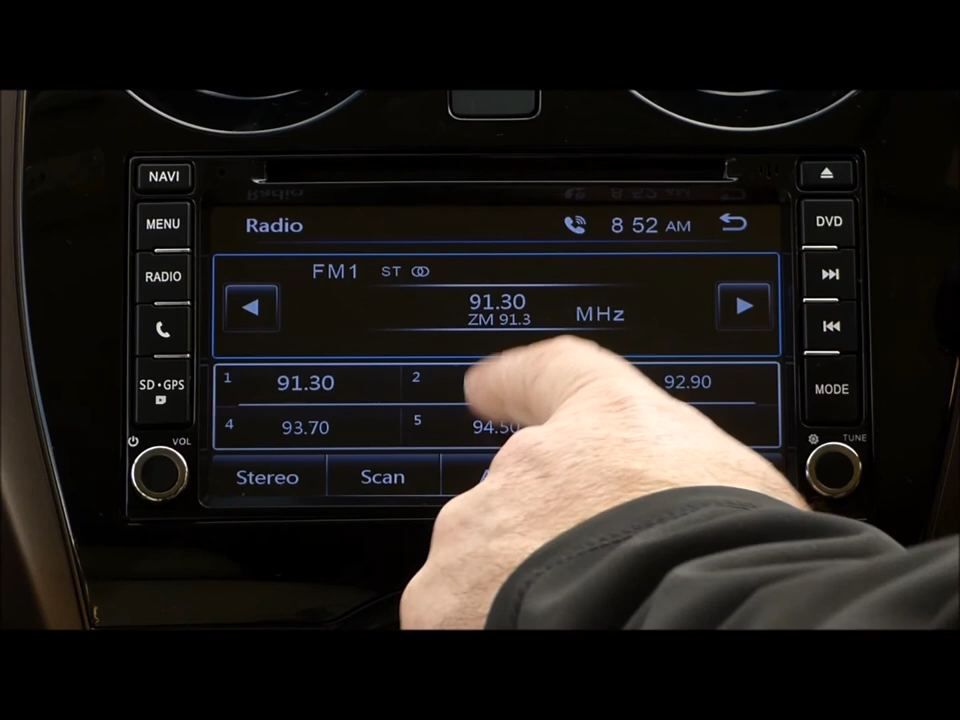 NAVI
MENU
RADIO
SD•GPS
VOL
Radio
8 52 AM
FM1 ST
91.30
ZM 91.3
MHz
1 91.30
2
92.90
4 93.70
5 94.50
Stereo
Scan
DVD
MODE
TUNE